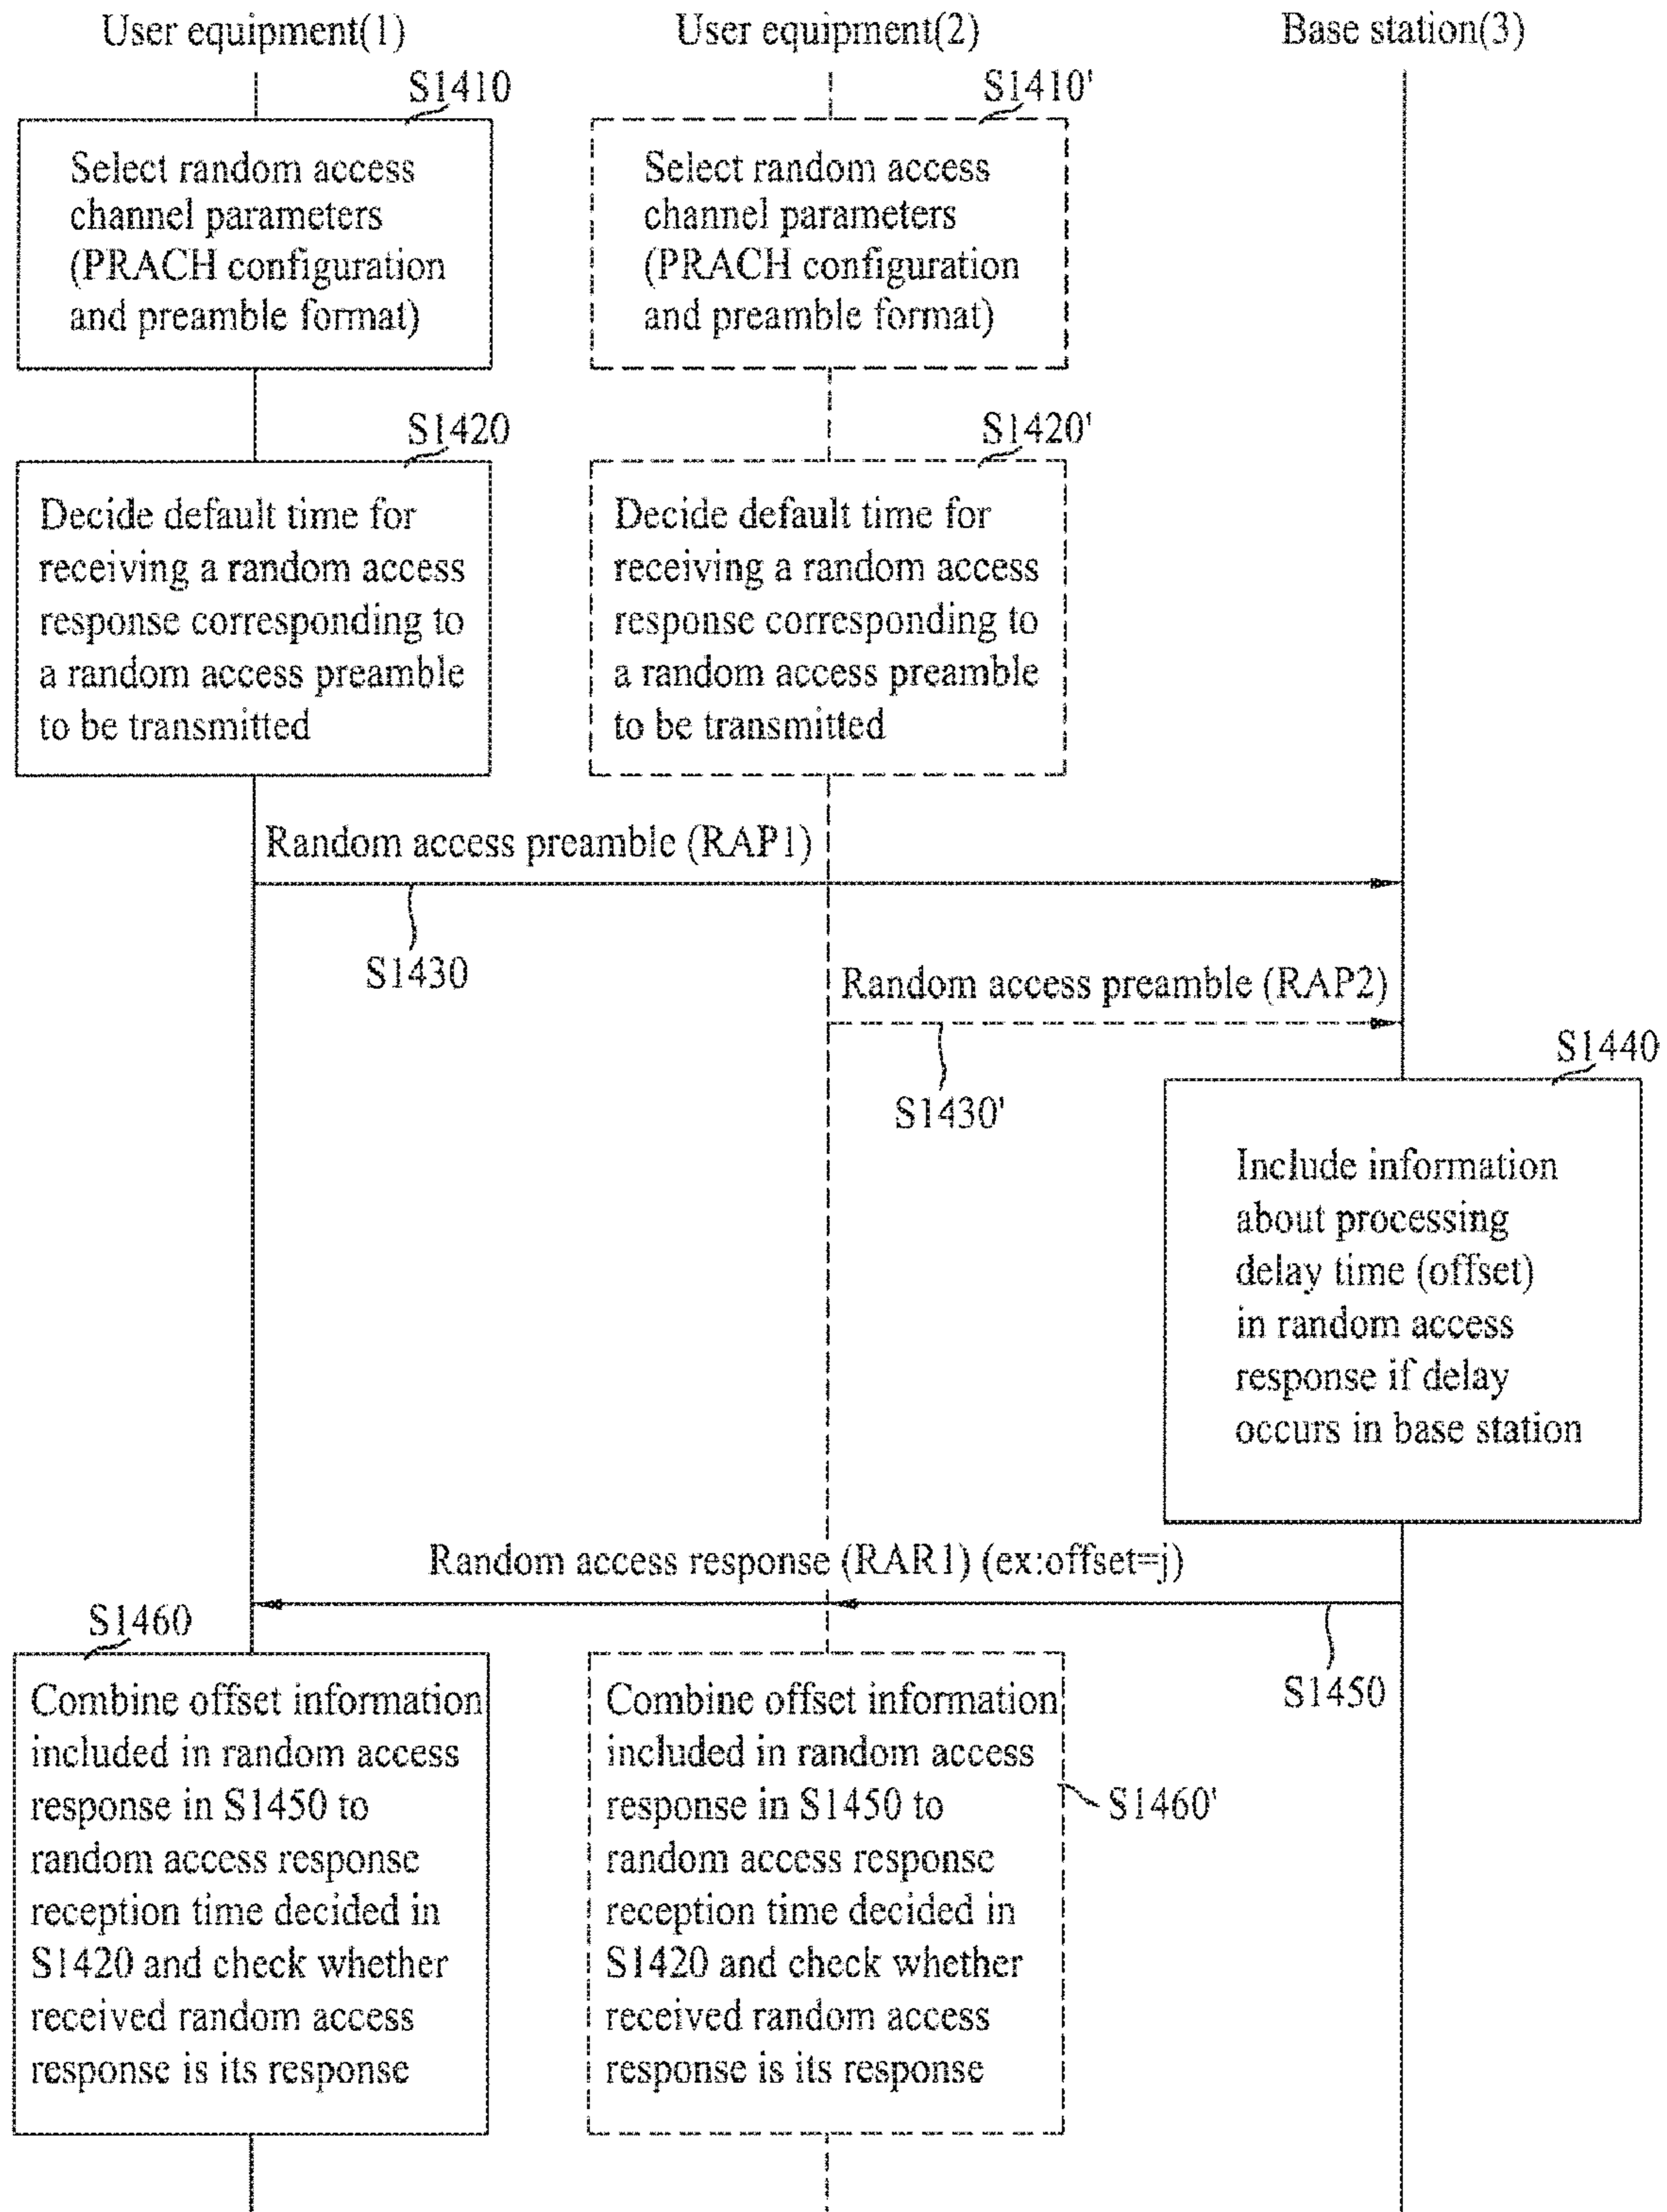 User equipment(1)
User equipment(2)
Base station(3)
S1410
S1410'
Select random access
channel parameters
(PRACH configuration
and preamble format)
Select random access
channel parameters
(PRACH configuration
and preamble format)
S1420
S1420'
Decide default time for
receiving a random access
response corresponding to
a random access preamble
to be transmitted
Decide default time for
receiving a random access
response corresponding to
a random access preamble
to be transmitted
Random access preamble (RAP1)
S1430
Random access preamble (RAP2)
S1430'
S1440
Include information
about processing
delay time (offset)
in random access
response if delay
occurs in base station
Random access response (RAR1) (ex:offset=j)
S1450
S1460
Combine offset information
included in random access
response in S1450 to
random access response
reception time decided in
S1420 and check whether
received random access
response is its response
Combine offset information
included in random access
response in S1450 to
random access response
reception time decided in
S1420 and check whether
received random access
response is its response
S1460'